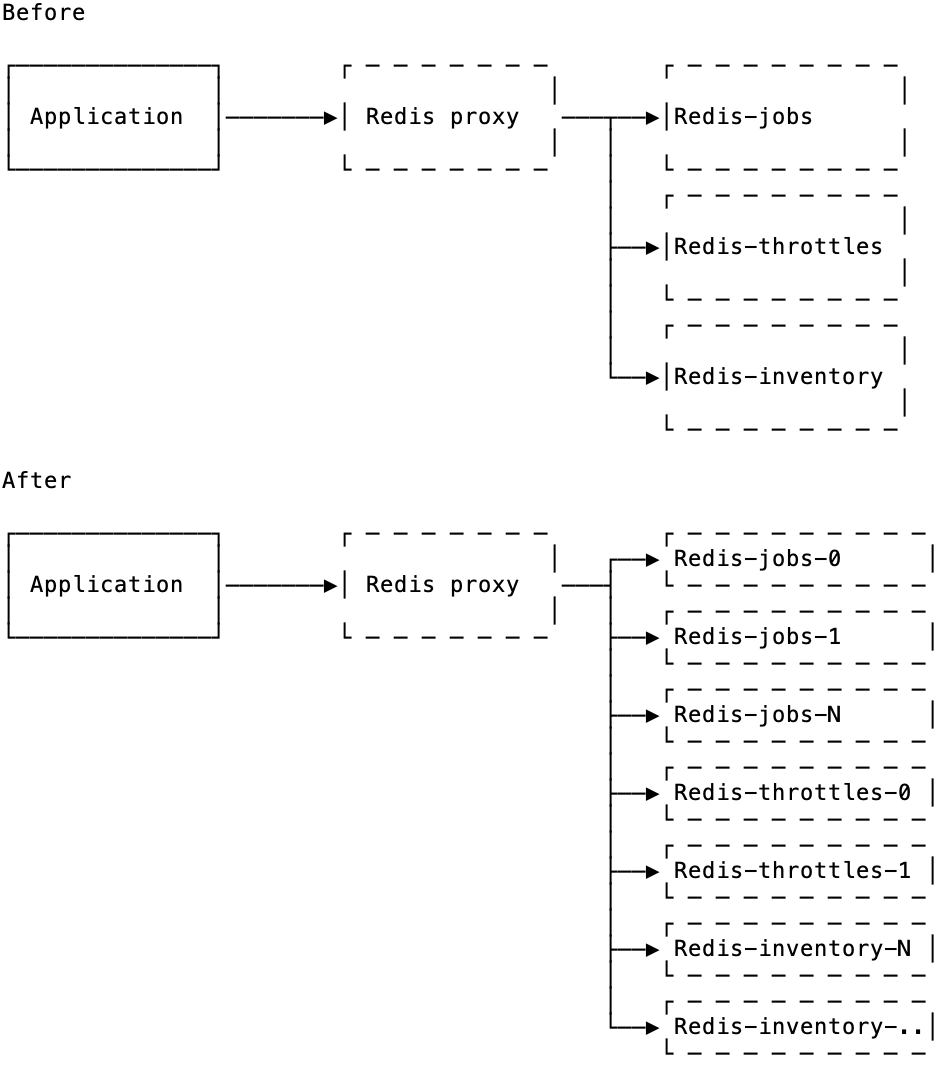 Before
Application
Redis proxy
Redis-jobs
Redis-throttles
Redis-inventory
After
Application
Redis proxy
Redis-jobs-0
Redis-jobs-1
Redis-jobs-N
Redis-throttles-0
Redis-throttles-1
Redis-inventory-N
Redis-inventory-..